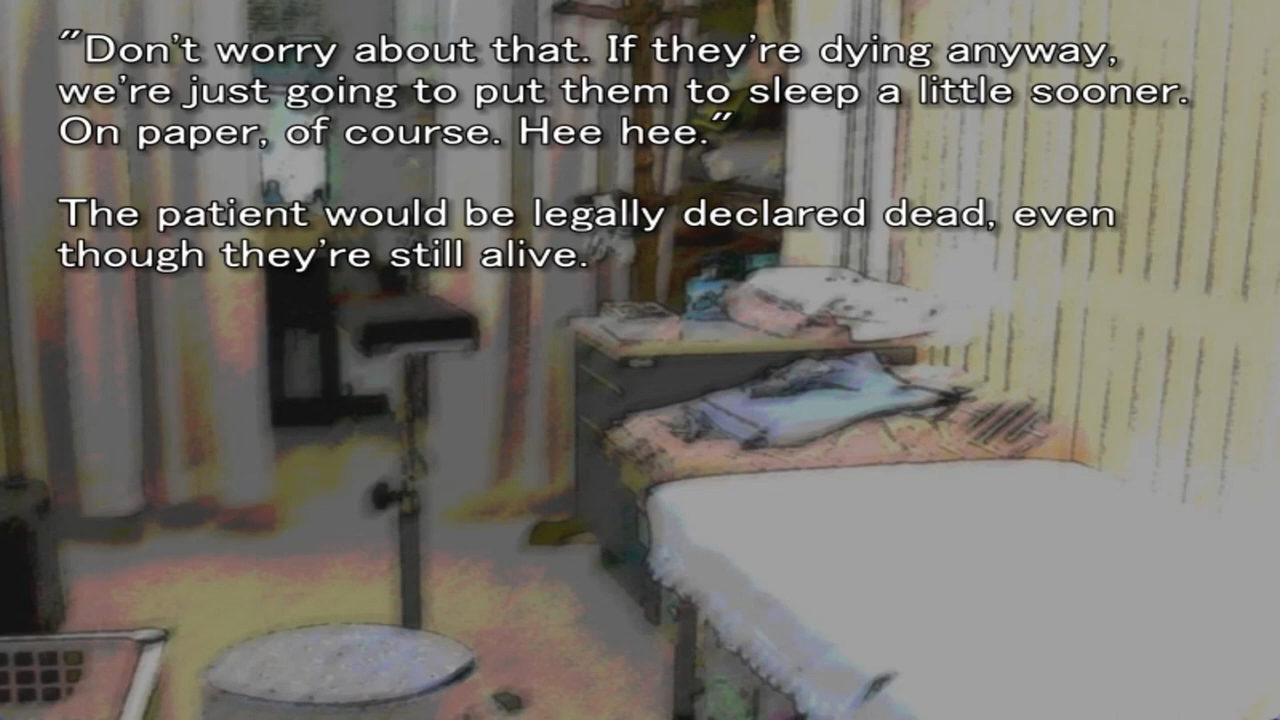 "Don't worry about that. If they're dying anyway,
we're just going to put them to sleep a little sooner.
On paper, of course. Hee hee."
The patient would be legally declared dead, even
though they're still alive.